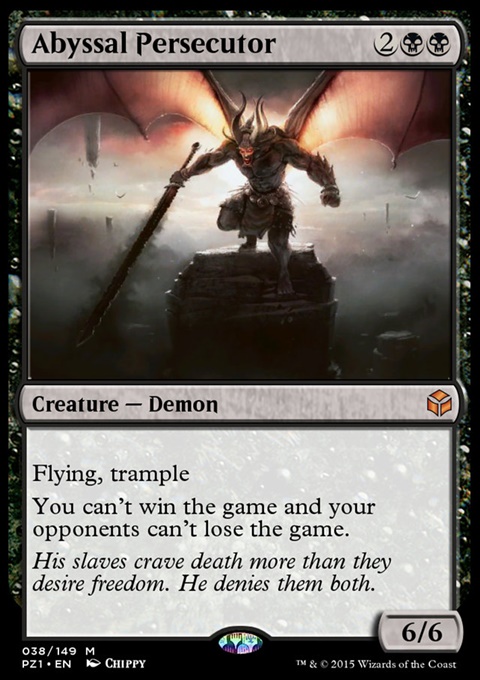 Abyssal Persecutor 2
Creature — Demon
Flying, trample
You can't win the game and your
opponents can't lose the game.
His slaves crave death more than they
desire freedom. He denies them both.
6/6
038/149 M
PZ1 • EN CHIPPY
™ & © 2015 Wizards of the Coast